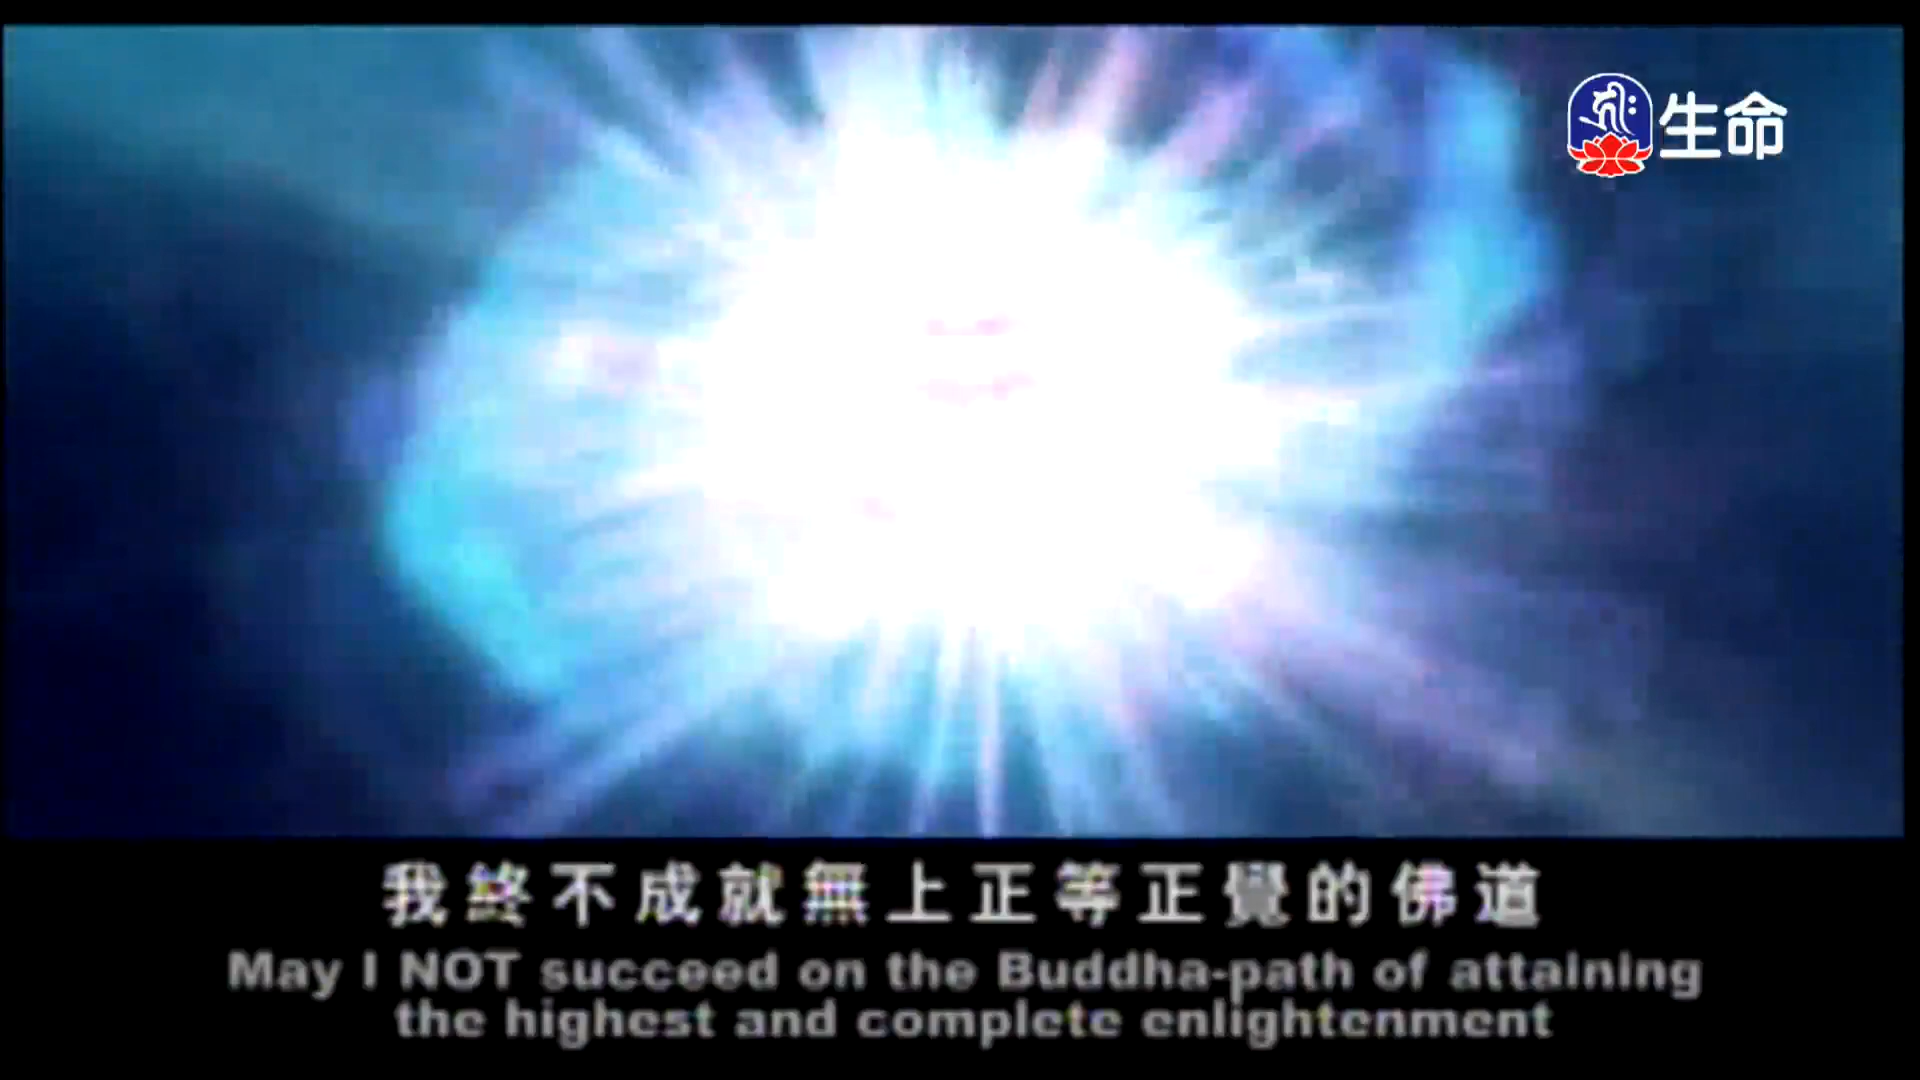 生命
我終不成就無上正等正覺的佛道
May I NOT succeed on the Buddha-path of attaining
the highest and complete enlightenment